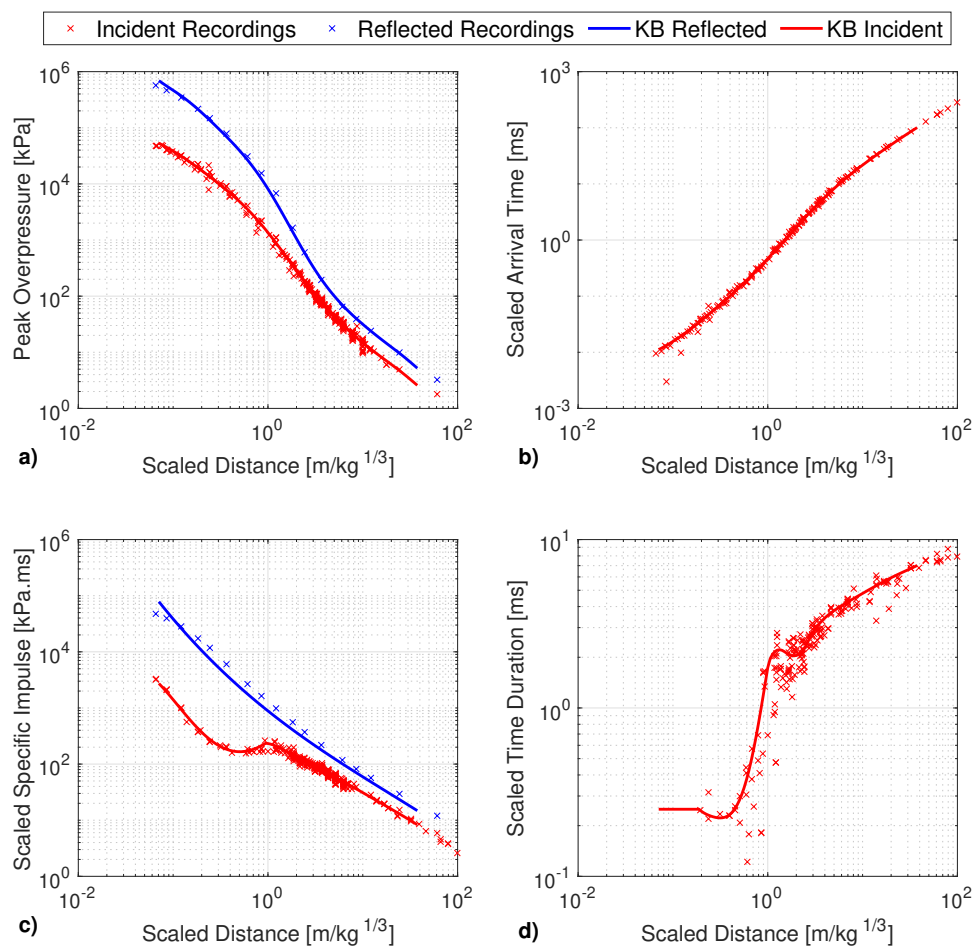 Incident Recordings Reflected Recordings KB Reflected KB Incident
10^6
10^4
10^2
10^0
Peak Overpressure [kPa]
10^-2 10^0 10^2
a)
Scaled Distance [m/kg^1/3]
10^3
10^0
10^-3
Scaled Arrival Time [ms]
10^-2 10^0 10^2
b)
Scaled Distance [m/kg^1/3]
10^6
10^4
10^2
10^0
Scaled Specific Impulse [kPa.ms]
10^-2 10^0 10^2
c)
Scaled Distance [m/kg^1/3]
10^1
10^0
10^-1
Scaled Time Duration [ms]
10^-2 10^0 10^2
d)
Scaled Distance [m/kg^1/3]